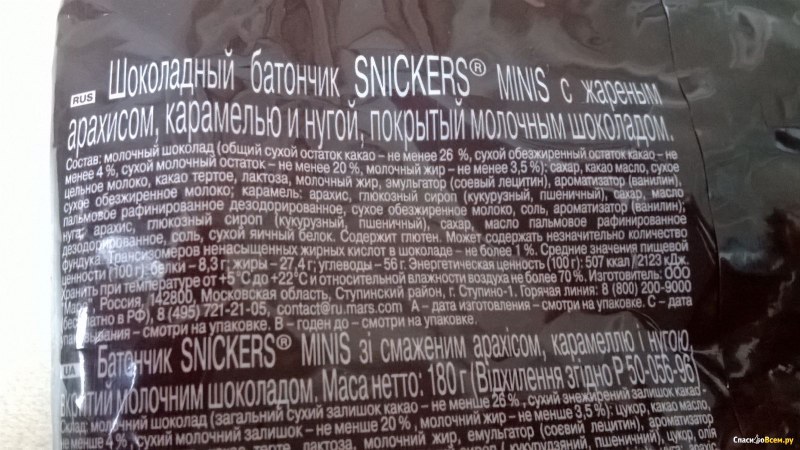 RUS Шоколадный батончик SNICKERS® MINIS с жареным
арахисом, карамелью и нугой, покрытый молочным шоколадом.
Состав: молочный шоколад (общий сухой остаток какао – не менее 26 %, сухой обезжиренный остаток какао – не
менее 4 %, сухой молочный остаток – не менее 20 %, молочный жир – не менее 3,5 %): сахар, какао масло, сухое
цельное молоко, какао тертое, лактоза, молочный жир, эмульгатор (соевый лецитин), ароматизатор (ванилин);
сухое обезжиренное молоко; карамель: арахис, глюкозный сироп (кукурузный, пшеничный), сахар, масло
пальмовое рафинированное дезодорированное, сухое обезжиренное молоко, соль, ароматизатор (ванилин);
нуга: арахис, глюкозный сироп (кукурузный, пшеничный), сахар, масло пальмовое рафинированное
дезодорированное, соль, сухой яичный белок. Содержит глютен. Может содержать незначительно количество
фундука. Трансизомеров ненасыщенных жирных кислот в шоколаде – не более 1 %. Средние значения пищевой
ценности (100 г): белки – 8,3 г; жиры – 27,4 г; углеводы – 56 г. Энергетическая ценность (100 г): 507 ккал / 2123 кДж.
Хранить при температуре от +5°С до +22°С и относительной влажности воздуха не более 70 %. Изготовитель: ООО
Россия, 142800, Московская область, Ступинский район, г. Ступино-1. Горячая линия: 8 (800) 200-9000
в РФ), 8 (495) 721-21-05, contact@ru.mars.com А – дата изготовления – смотри на упаковке. С – дата
упаковывания – смотри на упаковке. В – годен до – смотри на упаковке.
UA Батончик SNICKERS® MINIS зі смаженим арахісом, карамеллю і нугою,
вкритий молочним шоколадом. Маса нетто: 180 г (Відхилення згідно Р 50-056-96)
Склад: молочний шоколад (загальний сухий залишок какао – не менше 26 %, сухий знежирений залишок какао –
не менше 4 %, сухий молочний залишок – не менше 20 %, молочний жир – не менше 3,5 %): цукор, какао масло,
терте, лактоза, молочний жир, емульгатор (соєвий лецитин), ароматизатор
сироп (кукурудзяний, пшеничний), цукор, олія
СпасибоВсем.ру